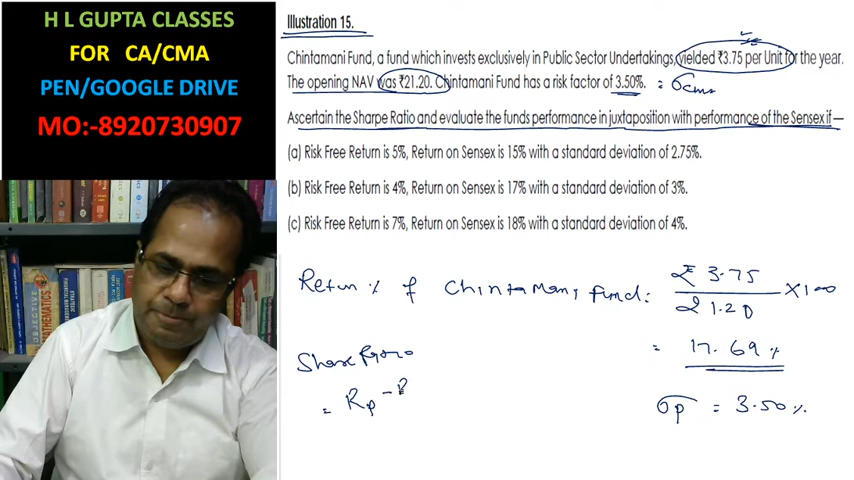 H L GUPTA CLASSES
FOR CA/CMA
PEN/GOOGLE DRIVE
MO:-8920730907
Illustration 15.
Chintamani Fund, a fund which invests exclusively in Public Sector Undertakings, yielded ₹3.75 per Unit for the year.
The opening NAV was ₹21.20. Chintamani Fund has a risk factor of 3.50%. = σcmf
Ascertain the Sharpe Ratio and evaluate the funds performance in juxtaposition with performance of the Sensex if —
(a) Risk Free Return is 5%, Return on Sensex is 15% with a standard deviation of 2.75%.
(b) Risk Free Return is 4%, Return on Sensex is 17% with a standard deviation of 3%.
(c) Risk Free Return is 7%, Return on Sensex is 18% with a standard deviation of 4%.
Return % of Chintamani Fund: ₹ 3.75
21.20 × 100
= 17.69 %
Sharpe Ratio
= Rp - R
σp = 3.50 %
OBJECTIVE
MATHEMATICS